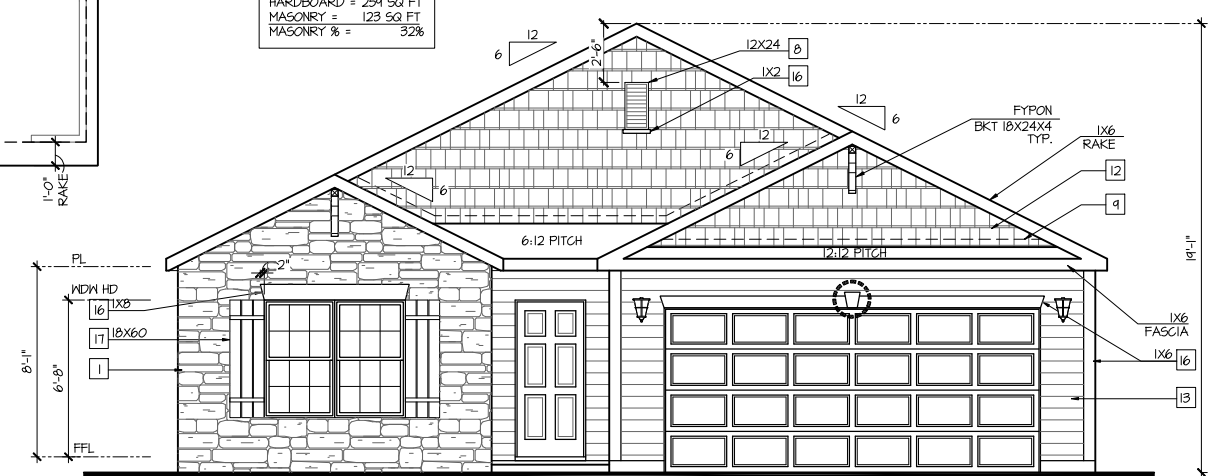 HARDBOARD = 259 SQ FT
MASONRY = 123 SQ FT
MASONRY % = 32%
12
6
2'-6"
12X24 8
1X2 16
12
6
FYPON
BKT 18X24X4
TYP.
1X6
RAKE
12
6
12
6
12
9
1'-0"
RAKE
6:12 PITCH
12:12 PITCH
19'-1"
PL
2"
WDW HD
16 1X8
17 18X60
1
8'-1"
6'-8"
FFL
1X6
FASCIA
1X6 16
13